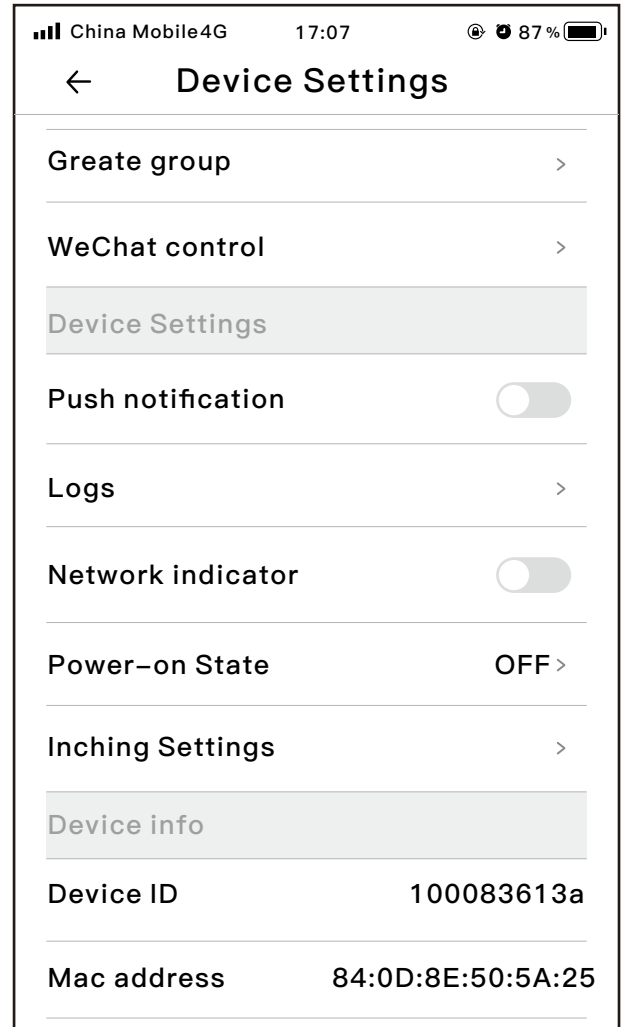 China Mobile4G 17:07 87%
Device Settings
Greate group
WeChat control
Device Settings
Push notification
Logs
Network indicator
Power-on State OFF
Inching Settings
Device info
Device ID 100083613a
Mac address 84:0D:8E:50:5A:25